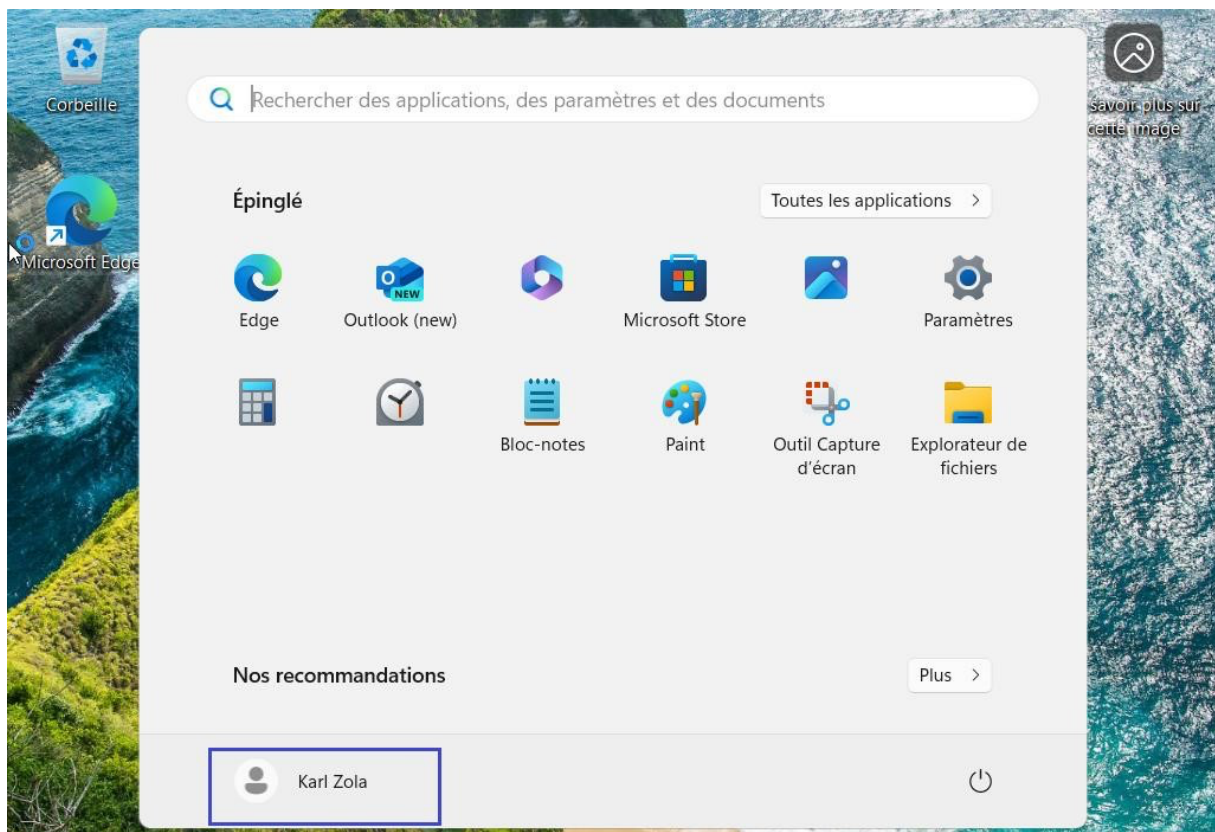 Corbeille
Microsoft Edge
Rechercher des applications, des paramètres et des documents
Épinglé
Toutes les applications
Edge
Outlook (new)
NEW
Microsoft Store
Paramètres
Bloc-notes
Paint
Outil Capture
d'écran
Explorateur de
fichiers
Nos recommandations
Plus
Karl Zola
savoir plus sur
cette image